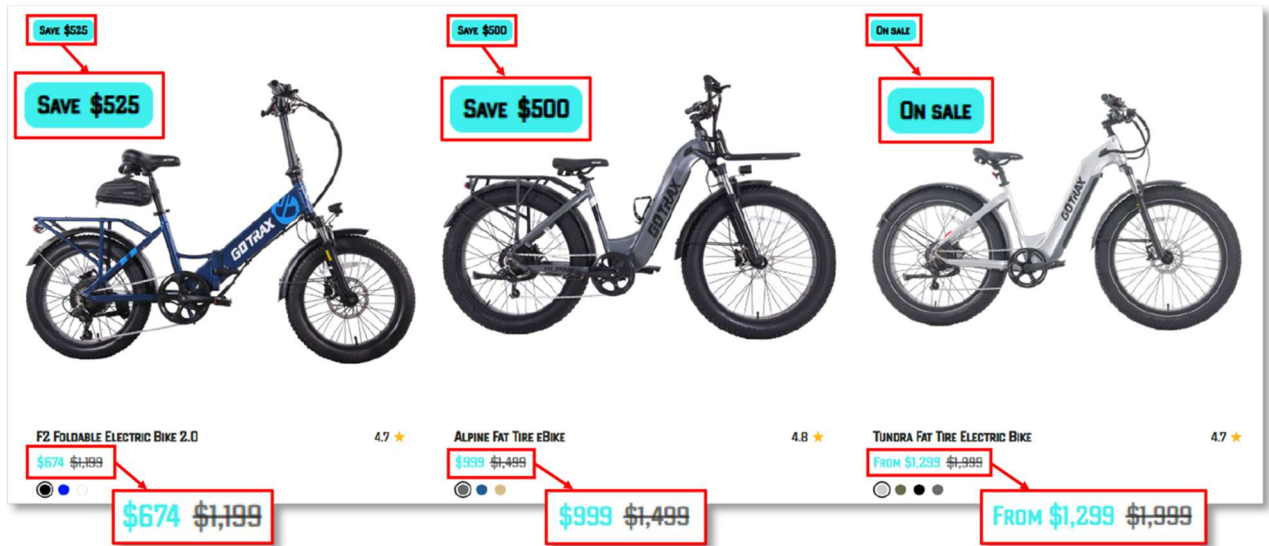 SAVE $525
SAVE $525
GOTRAX
F2 FOLDABLE ELECTRIC BIKE 2.0 4.7
$674 $1,199
$674 $1,199
SAVE $500
SAVE $500
GOTRAX
ALPINE
ALPINE FAT TIRE EBIKE 4.8
$999 $1,499
$999 $1,499
ON SALE
ON SALE
GOTRAX
TUNDRA FAT TIRE ELECTRIC BIKE 4.7
FROM $1,299 $1,999
FROM $1,299 $1,999